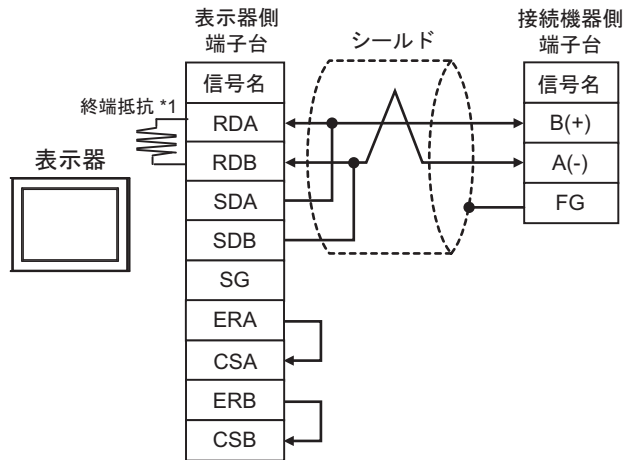 表示器側
端子台
シールド
接続機器側
端子台
信号名
信号名
終端抵抗 *1
RDA
B(+)
表示器
RDB
A(-)
SDA
FG
SDB
SG
ERA
CSA
ERB
CSB